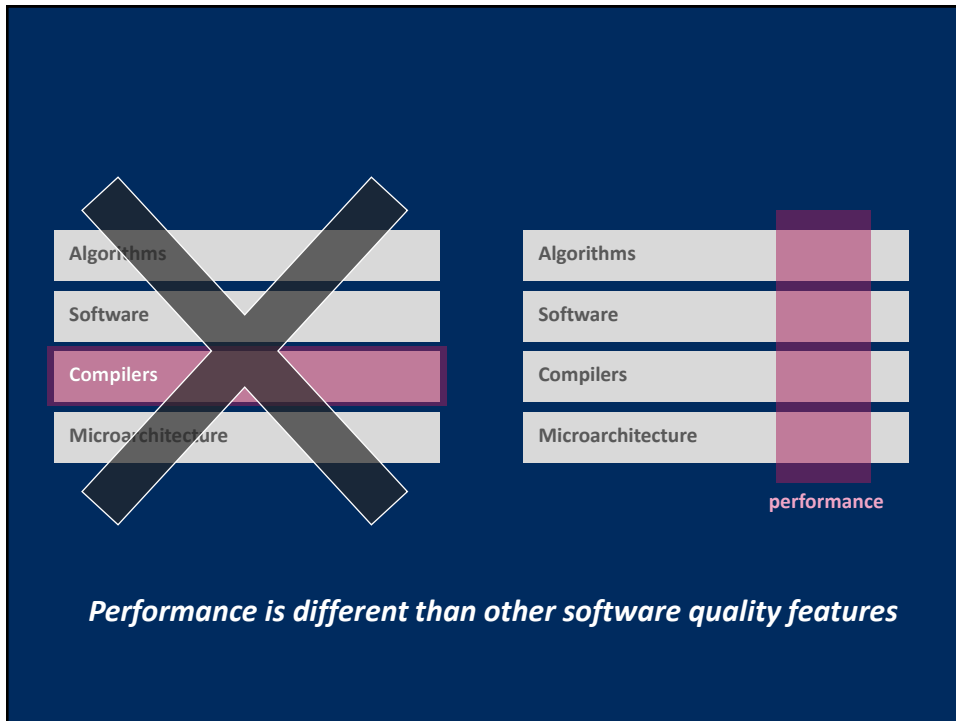 Algorithms
Software
Compilers
Microarchitecture
Algorithms
Software
Compilers
Microarchitecture
performance
Performance is different than other software quality features